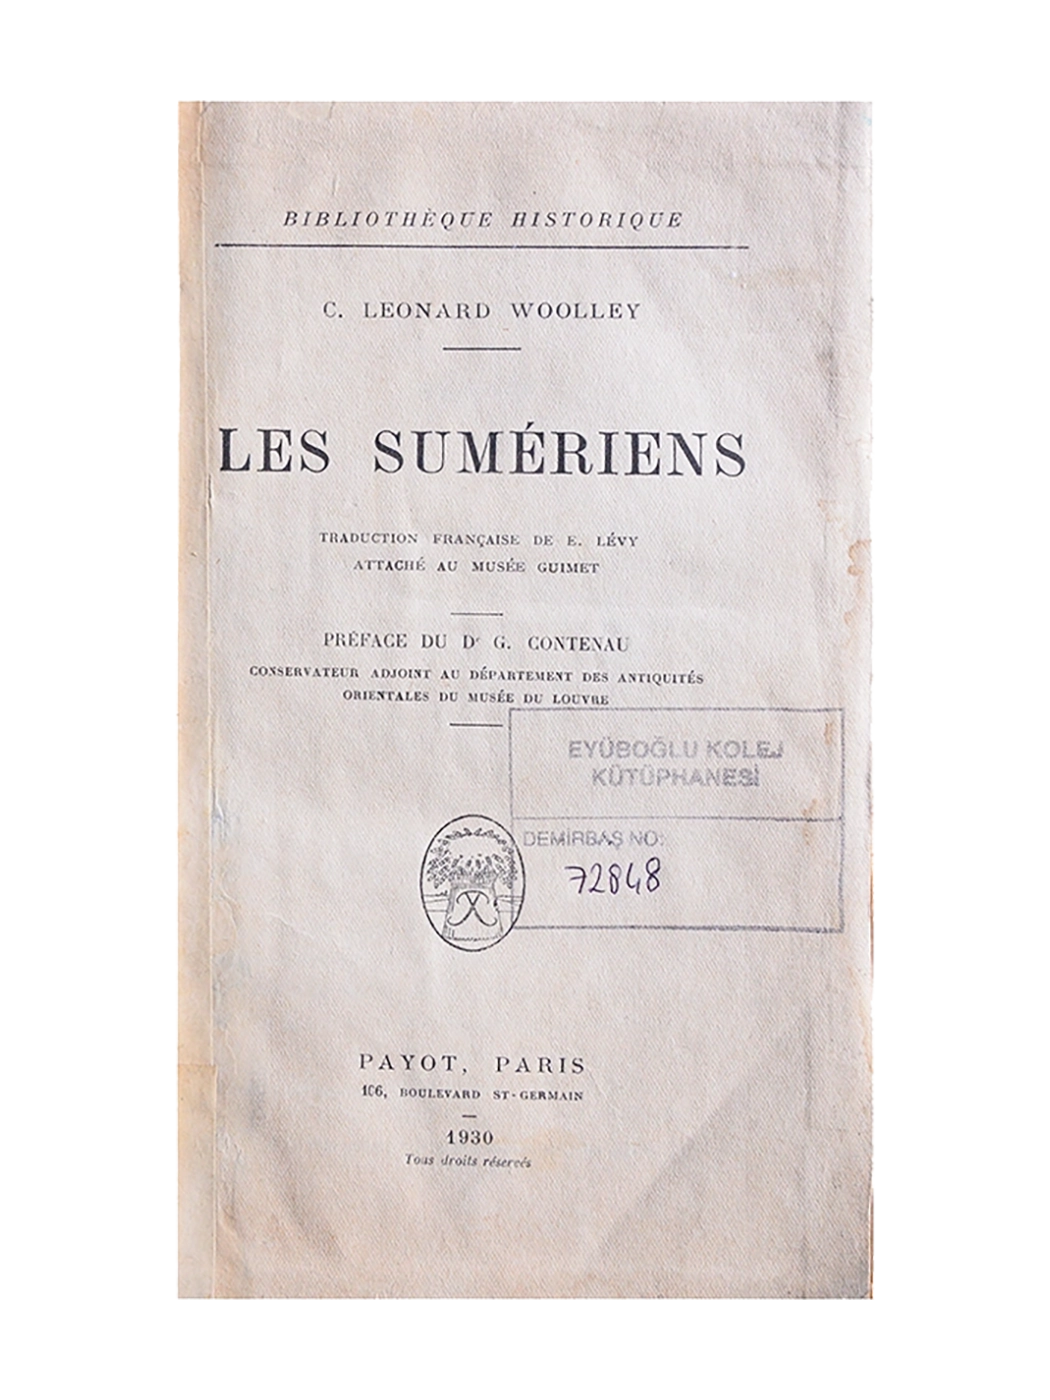 BIBLIOTHÈQUE HISTORIQUE
C. LEONARD WOOLLEY
LES SUMÉRIENS
TRADUCTION FRANÇAISE DE E. LÉVY
ATTACHÉ AU MUSÉE GUIMET
PRÉFACE DU Dr G. CONTENAU
CONSERVATEUR ADJOINT AU DÉPARTEMENT DES ANTIQUITÉS
ORIENTALES DU MUSÉE DU LOUVRE
EYÜBOĞLU KOLEJ
KÜTÜPHANESİ
DEMİRBAŞ NO:
72848
PAYOT, PARIS
106, BOULEVARD ST-GERMAIN
1930
Tous droits réservés